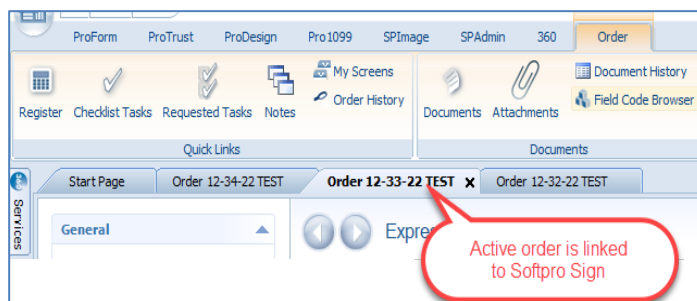 ProForm ProTrust ProDesign Pro1099 SPImage SPAdmin 360 Order
Register Checklist Tasks Requested Tasks Notes My Screens Order History Documents Attachments Document History Field Code Browser
Quick Links Documents
360 Services
Start Page Order 12-34-22 TEST Order 12-33-22 TEST x Order 12-32-22 TEST
General
Expre
Active order is linked
to Softpro Sign